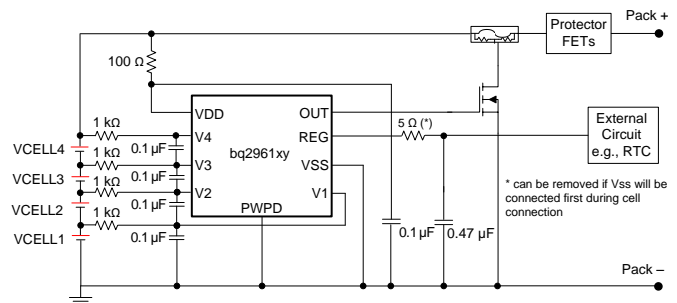 Pack +
Protector
FETs
100 Ω
VDD
OUT
1 kΩ
V4
REG
5 Ω (*)
External
Circuit
e.g., RTC
VCELL4
0.1 µF
1 kΩ
V3
bq2961xy
VSS
VCELL3
0.1 µF
1 kΩ
V2
V1
* can be removed if Vss will be
connected first during cell
connection
VCELL2
0.1 µF
1 kΩ
PWPD
VCELL1
0.1 µF
0.1 µF
0.47 µF
Pack –